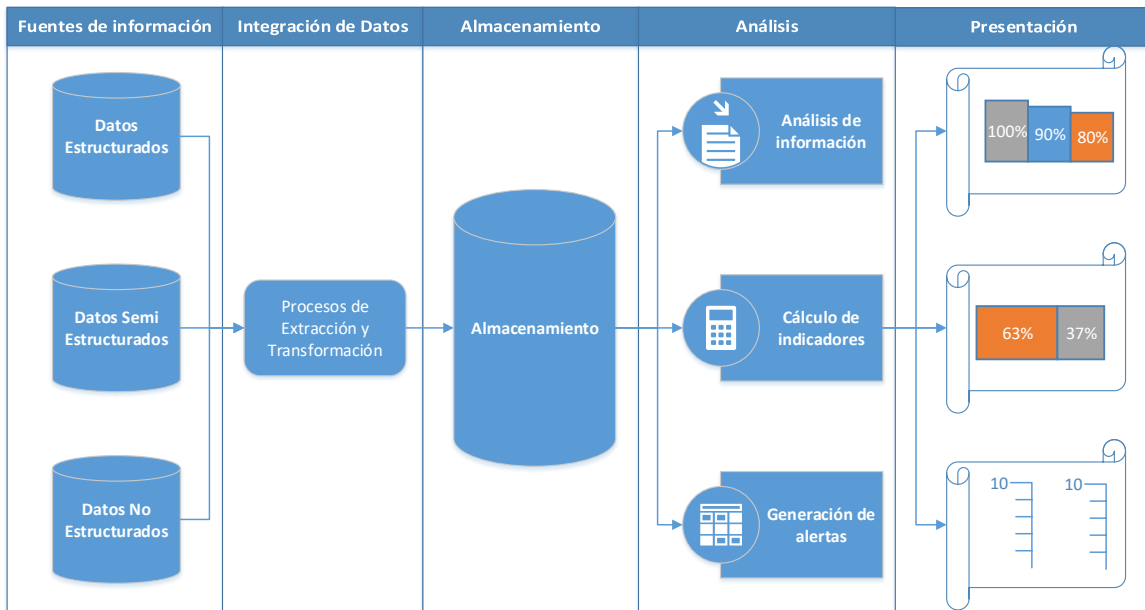 Fuentes de información
Integración de Datos
Almacenamiento
Análisis
Presentación
Datos
Estructurados
Datos Semi
Estructurados
Datos No
Estructurados
Procesos de
Extracción y
Transformación
Almacenamiento
Análisis de
información
Cálculo de
indicadores
Generación de
alertas
100%
90%
80%
63%
37%
10
10